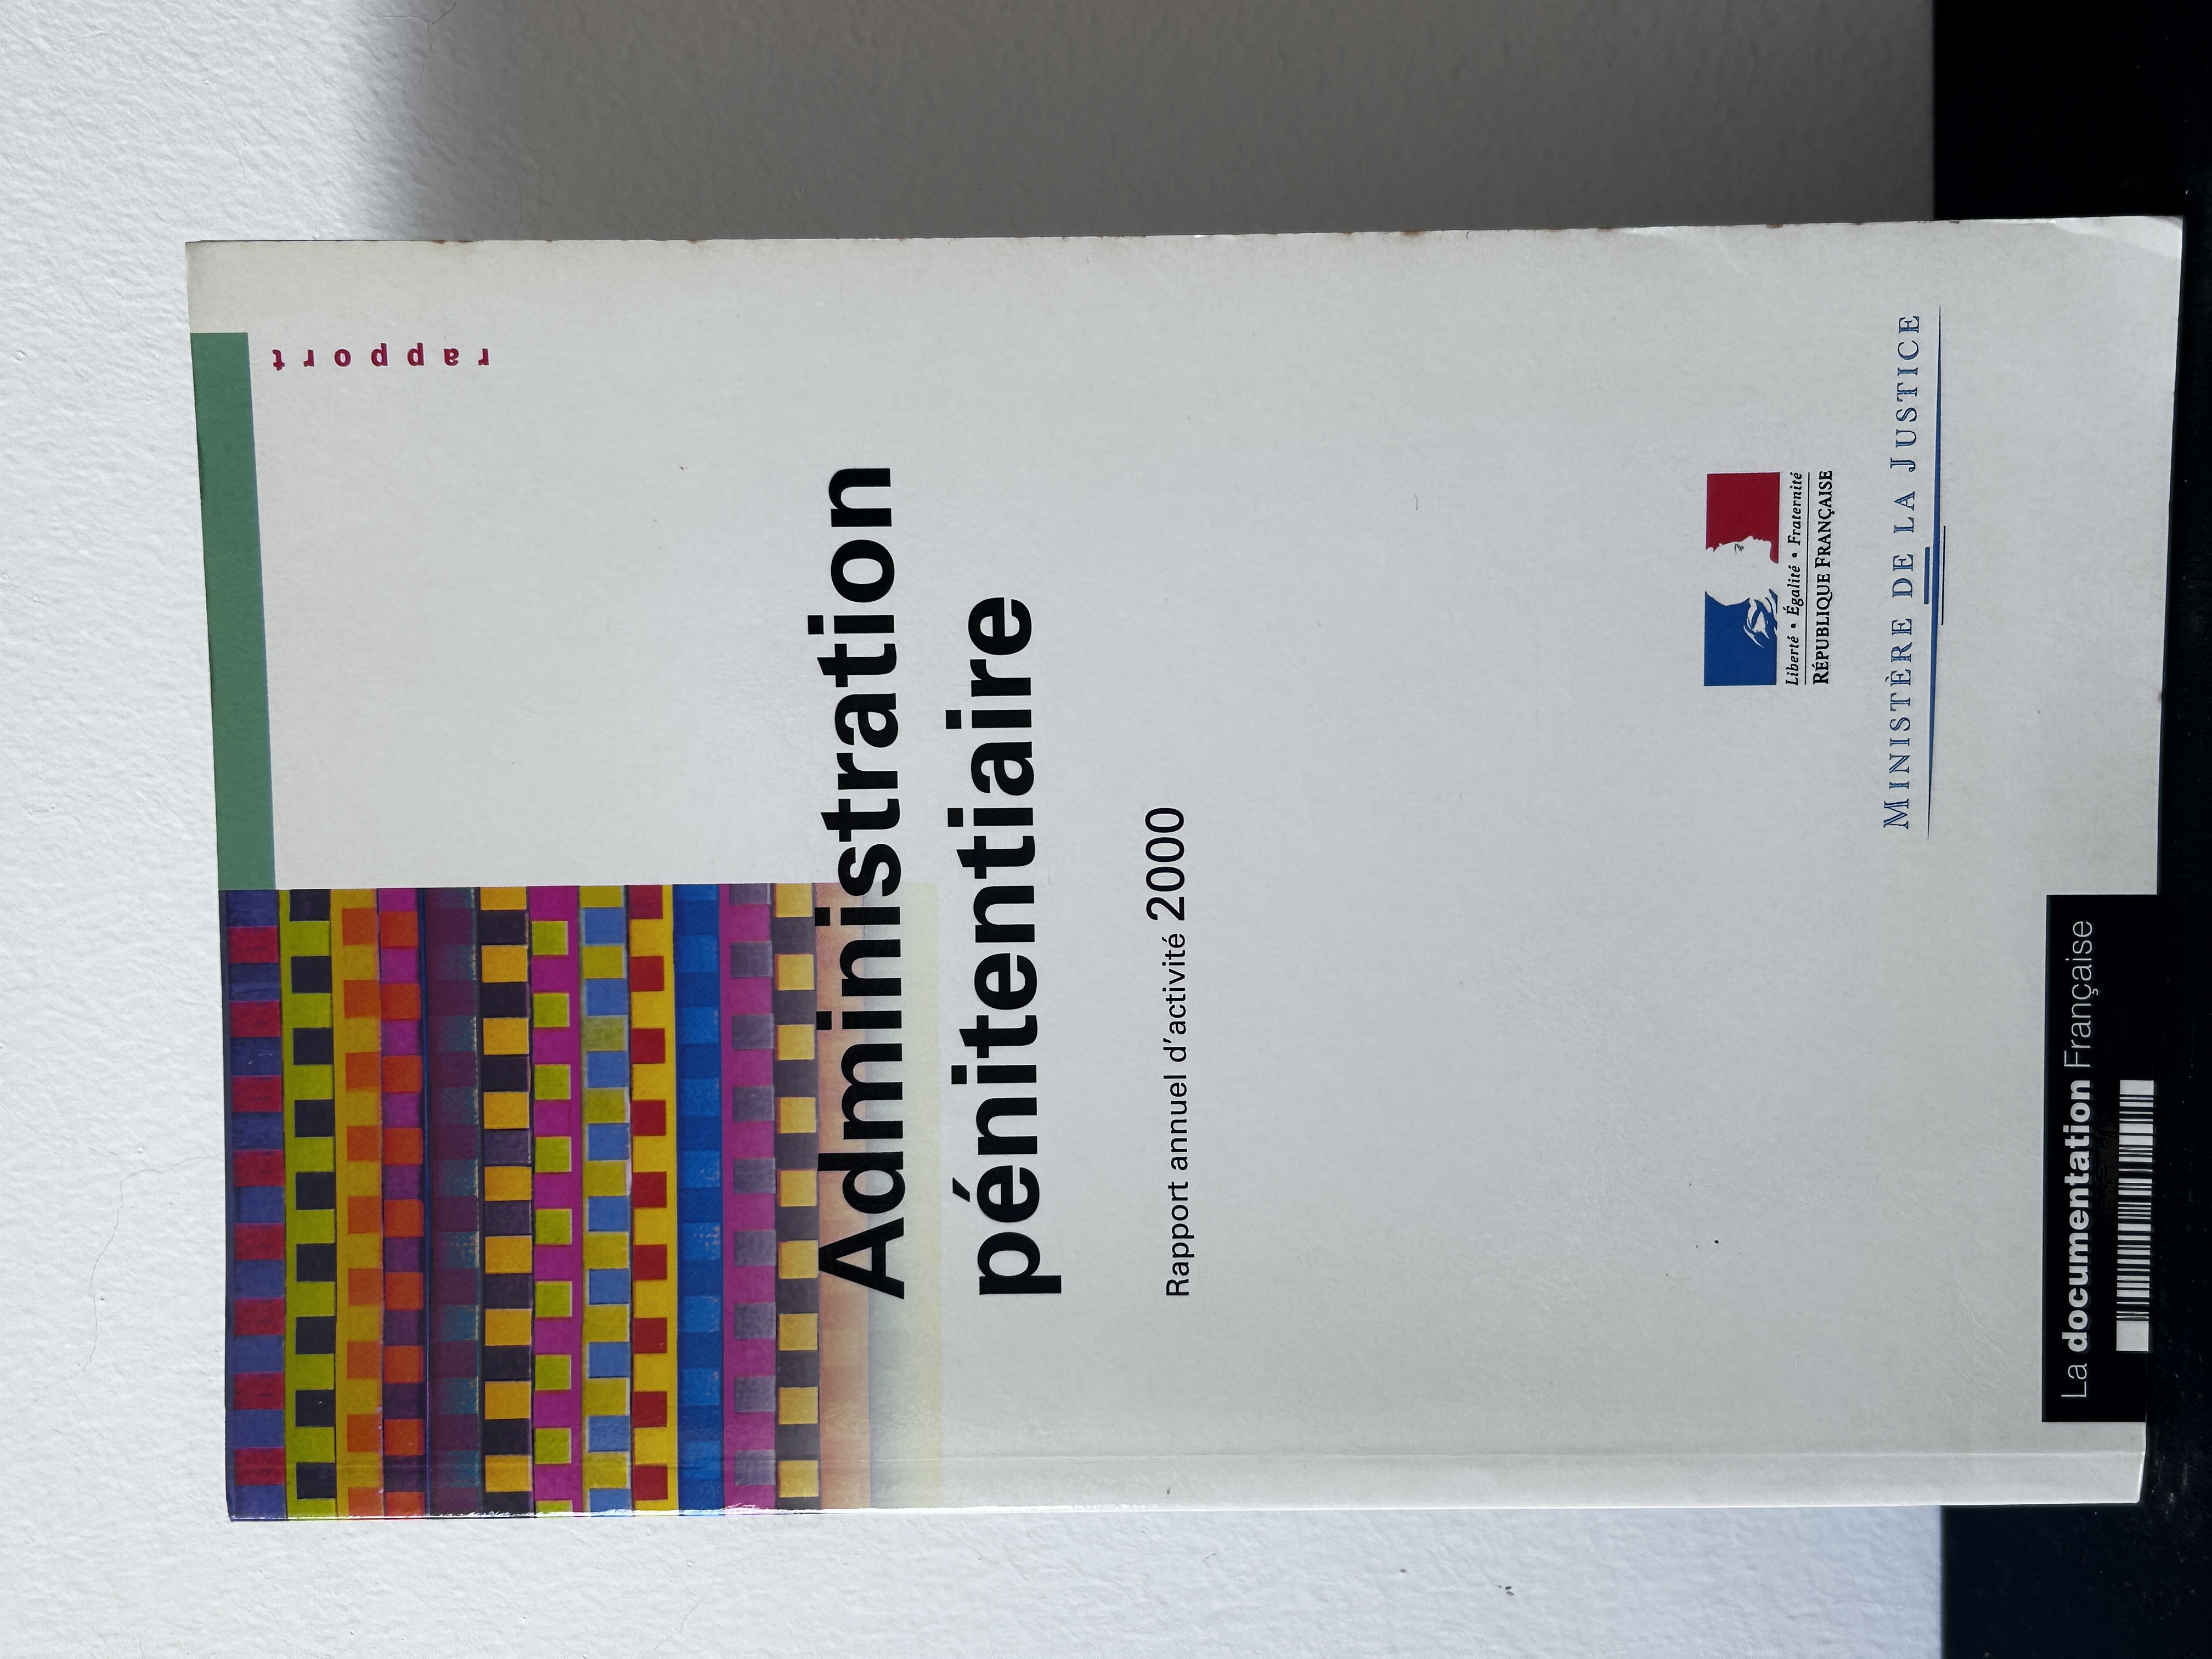 rapport
Administration
pénitentiaire
Rapport annuel d'activité 2000
Liberté • Égalité • Fraternité
RÉPUBLIQUE FRANÇAISE
MINISTÈRE DE LA JUSTICE
La documentation Française